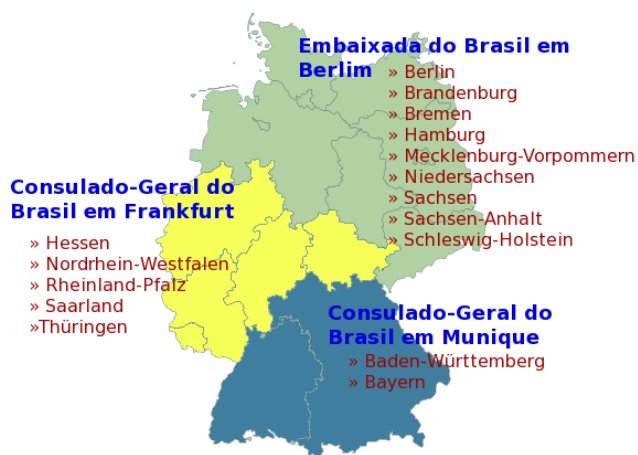 Embaixada do Brasil em
Berlim
» Berlin
» Brandenburg
» Bremen
» Hamburg
» Mecklenburg-Vorpommern
» Niedersachsen
» Sachsen
» Sachsen-Anhalt
» Schleswig-Holstein
Consulado-Geral do
Brasil em Frankfurt
» Hessen
» Nordrhein-Westfalen
» Rheinland-Pfalz
» Saarland
»Thüringen
Consulado-Geral do
Brasil em Munique
» Baden-Württemberg
» Bayern